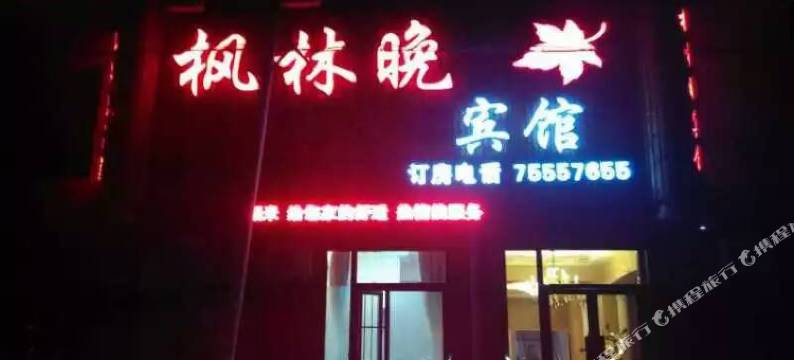 枫林晚
宾馆
订房电话 75557655
给您家的舒适 热情的服务
携程旅行
携程旅行